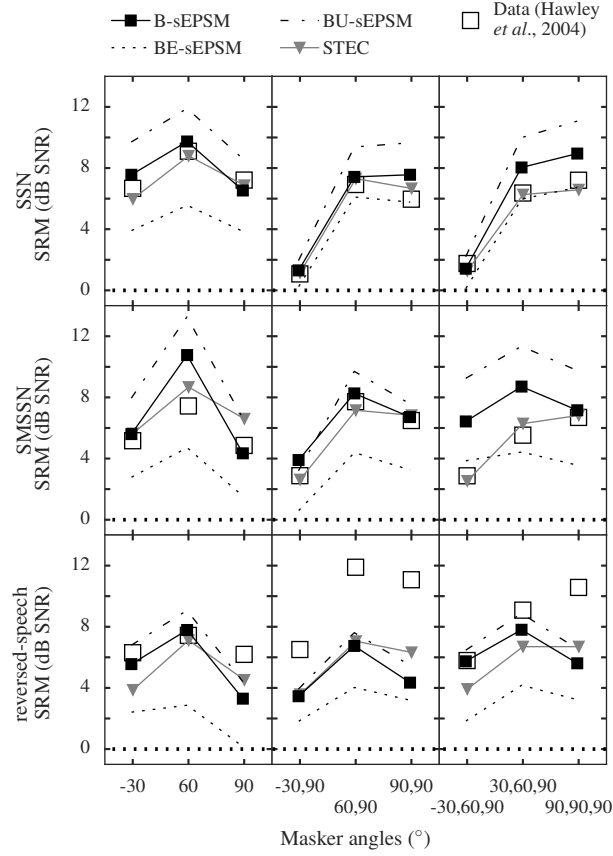 B-sEPSM
BU-sEPSM
Data (Hawley
et al., 2004)
BE-sEPSM
STEC
12
8
4
0
SSN
SRM (dB SNR)
12
8
4
0
SMSSN
SRM (dB SNR)
12
8
4
0
reversed-speech
SRM (dB SNR)
-30 60 90
-30,90 90,90
60,90
30,60,90
-30,60,90 90,90,90
Masker angles (°)